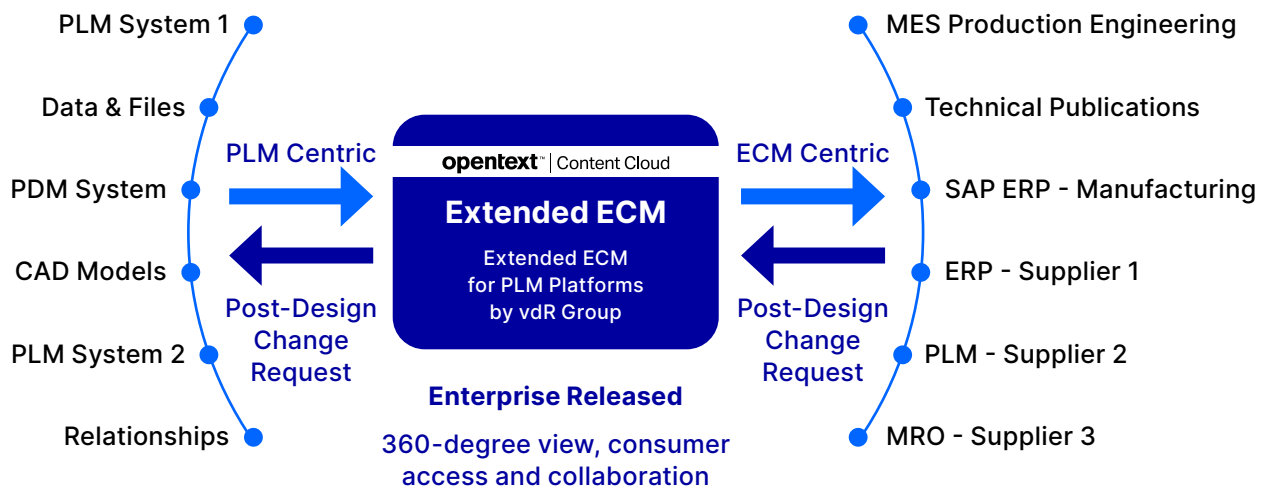 PLM System 1
Data & Files
PDM System
CAD Models
PLM System 2
Relationships
PLM Centric
Post-Design
Change
Request
opentext™ | Content Cloud
Extended ECM
Extended ECM
for PLM Platforms
by vdR Group
Enterprise Released
360-degree view, consumer
access and collaboration
ECM Centric
Post-Design
Change
Request
MES Production Engineering
Technical Publications
SAP ERP - Manufacturing
ERP - Supplier 1
PLM - Supplier 2
MRO - Supplier 3